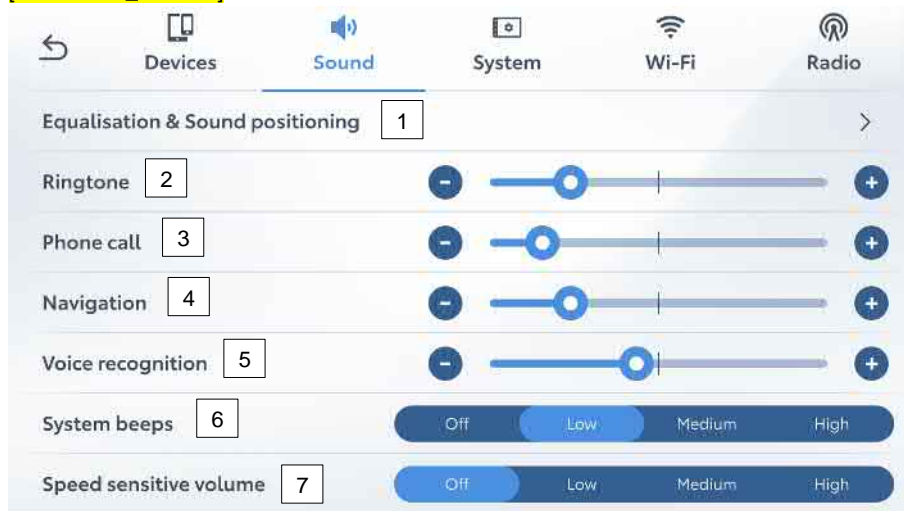 Devices Sound System Wi-Fi Radio
Equalisation & Sound positioning 1
Ringtone 2
Phone call 3
Navigation 4
Voice recognition 5
System beeps 6 Off Low Medium High
Speed sensitive volume 7 Off Low Medium High